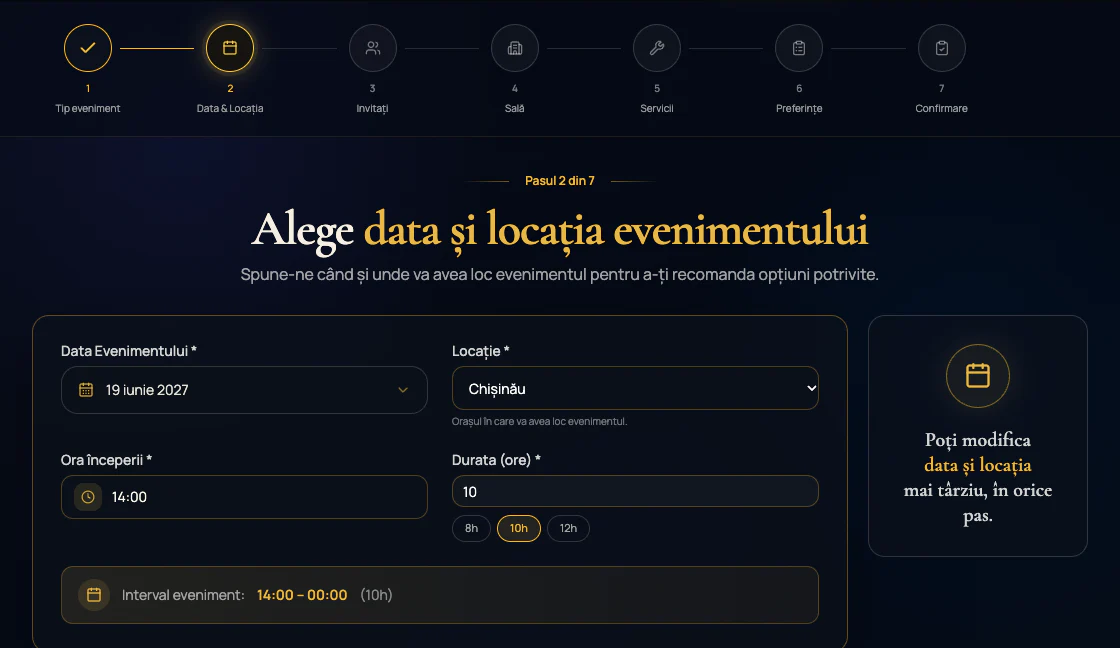 1
Tip eveniment
2
Data & Locația
3
Invitați
4
Sală
5
Servicii
6
Preferințe
7
Confirmare
Pasul 2 din 7
Alege data și locația evenimentului
Spune-ne când și unde va avea loc evenimentul pentru a-ți recomanda opțiuni potrivite.
Data Evenimentului *
19 iunie 2027
Locație *
Chișinău
Orașul în care va avea loc evenimentul.
Ora începerii *
14:00
Durata (ore) *
10
8h
10h
12h
Interval eveniment: 14:00 – 00:00 (10h)
Poți modifica
data și locația
mai târziu, în orice
pas.